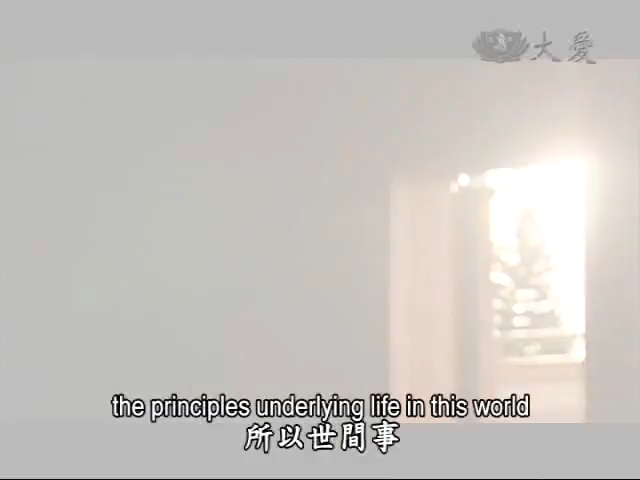 大愛
the principles underlying life in this world
所以世間事